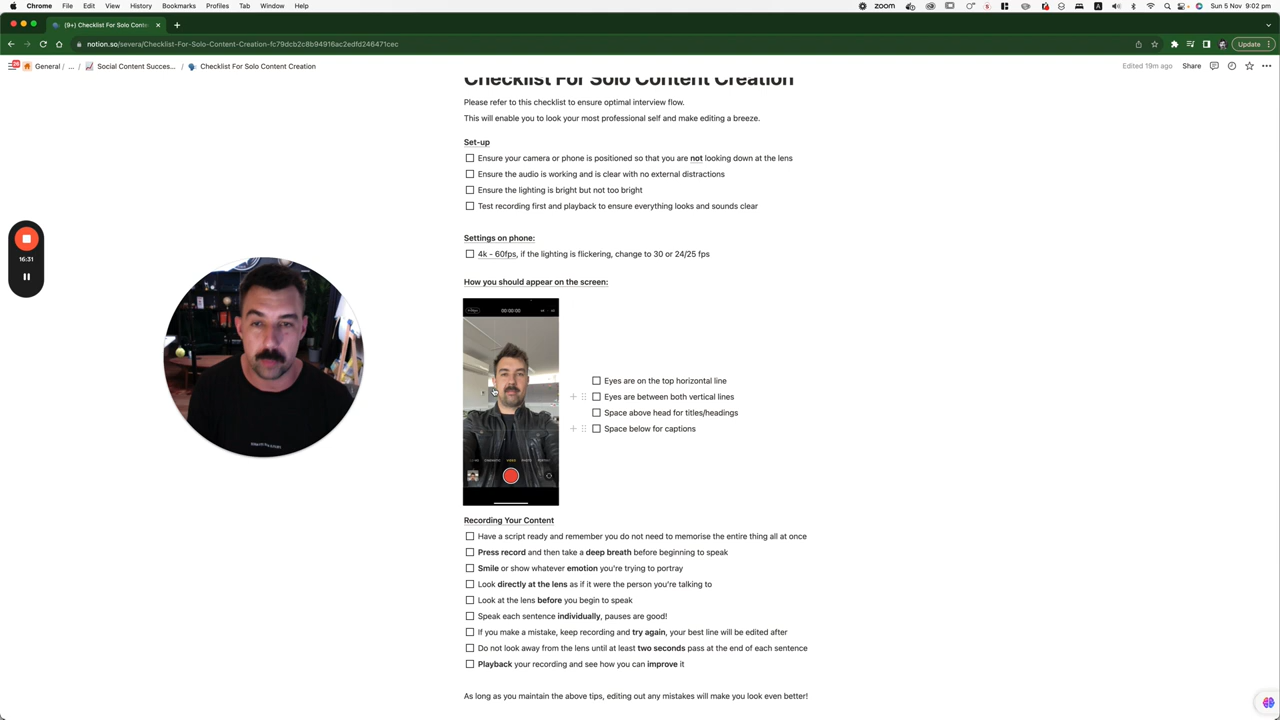 Chrome File Edit View History Bookmarks Profiles Tab Window Help
zoom
Sun 5 Nov 9:02 pm
(9+) Checklist For Solo Conte
notion.so/severa/Checklist-For-Solo-Content-Creation-fc79dcb2c8b94916ac2edfd246471cec
Update
General / ... / Social Content Succes... / Checklist For Solo Content Creation
Edited 19m ago Share
Checklist For Solo Content Creation
Please refer to this checklist to ensure optimal interview flow.
This will enable you to look your most professional self and make editing a breeze.
Set-up
Ensure your camera or phone is positioned so that you are not looking down at the lens
Ensure the audio is working and is clear with no external distractions
Ensure the lighting is bright but not too bright
Test recording first and playback to ensure everything looks and sounds clear
Settings on phone:
4k - 60fps, if the lighting is flickering, change to 30 or 24/25 fps
16:31
How you should appear on the screen:
00:00:00
Eyes are on the top horizontal line
Eyes are between both vertical lines
Space above head for titles/headings
Space below for captions
CINEMATIC VIDEO PHOTO PORTRAIT
Recording Your Content
Have a script ready and remember you do not need to memorise the entire thing all at once
Press record and then take a deep breath before beginning to speak
Smile or show whatever emotion you're trying to portray
Look directly at the lens as if it were the person you're talking to
Look at the lens before you begin to speak
Speak each sentence individually, pauses are good!
If you make a mistake, keep recording and try again, your best line will be edited after
Do not look away from the lens until at least two seconds pass at the end of each sentence
Playback your recording and see how you can improve it
As long as you maintain the above tips, editing out any mistakes will make you look even better!